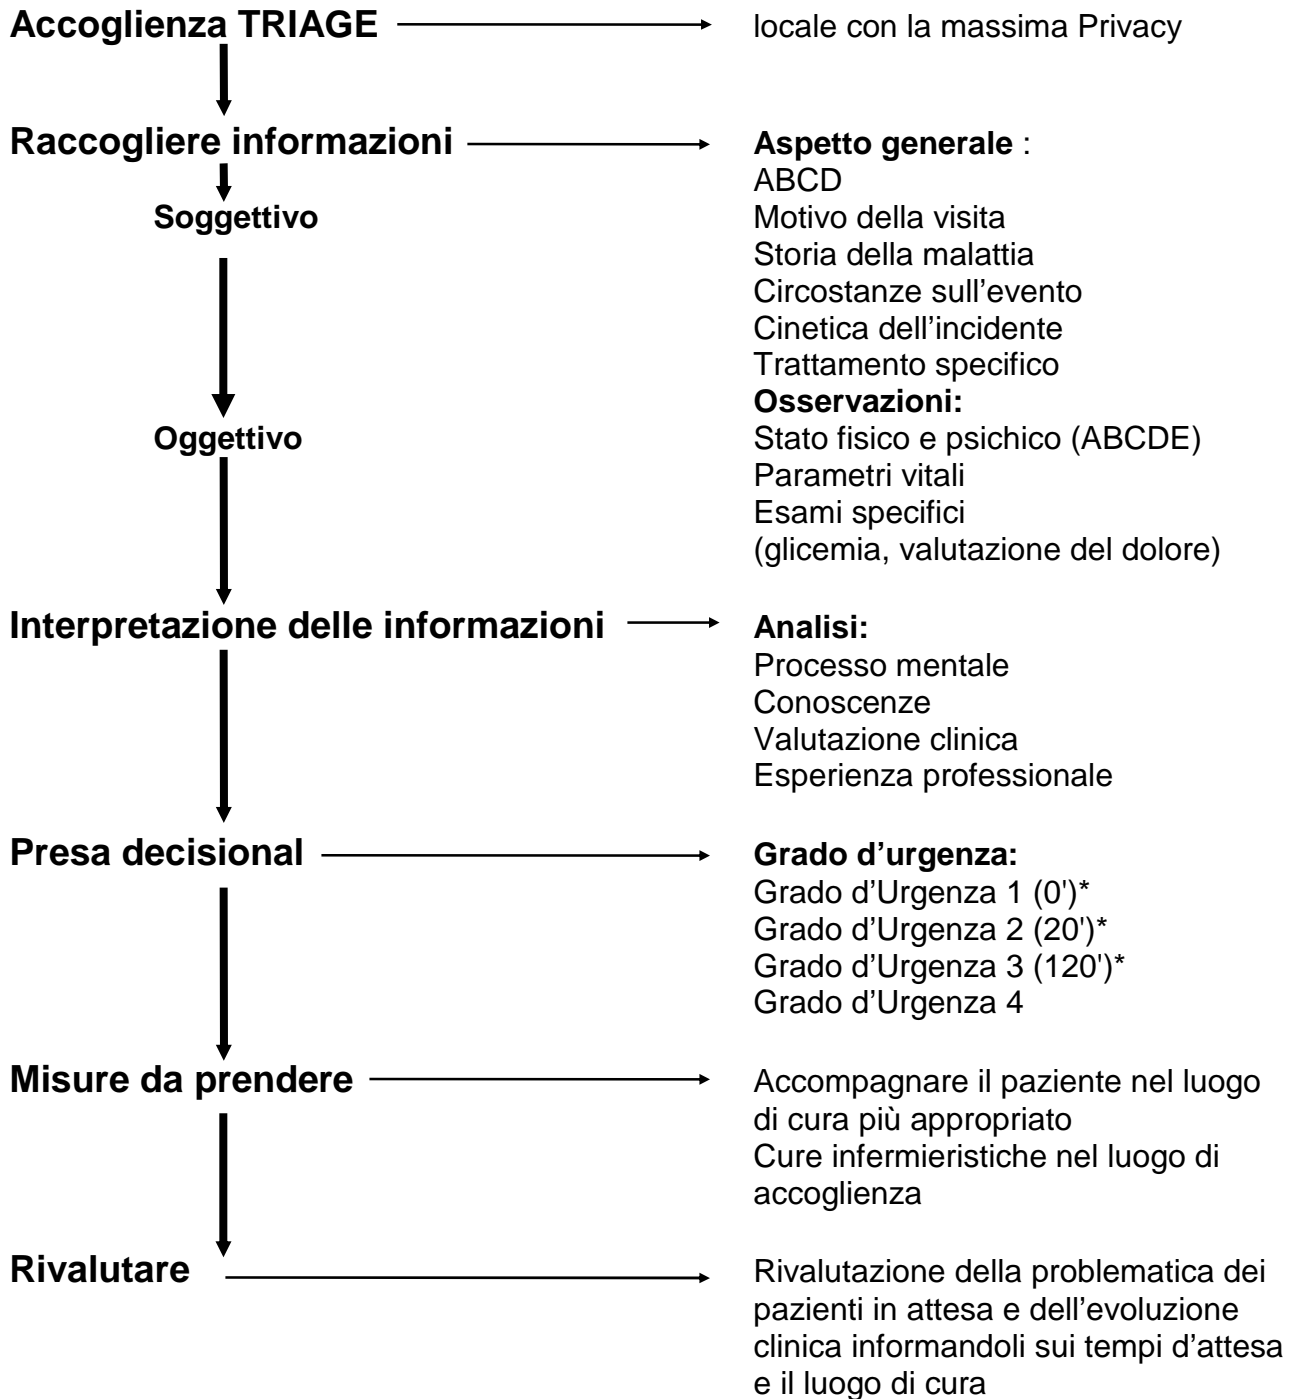 Accoglienza TRIAGE
locale con la massima Privacy
Raccogliere informazioni
Aspetto generale :
ABCD
Soggettivo
Motivo della visita
Storia della malattia
Circostanze sull’evento
Cinetica dell’incidente
Trattamento specifico
Osservazioni:
Oggettivo
Stato fisico e psichico (ABCDE)
Parametri vitali
Esami specifici
(glicemia, valutazione del dolore)
Interpretazione delle informazioni
Analisi:
Processo mentale
Conoscenze
Valutazione clinica
Esperienza professionale
Presa decisional
Grado d’urgenza:
Grado d’Urgenza 1 (0')*
Grado d’Urgenza 2 (20')*
Grado d’Urgenza 3 (120')*
Grado d’Urgenza 4
Misure da prendere
Accompagnare il paziente nel luogo
di cura più appropriato
Cure infermieristiche nel luogo di
accoglienza
Rivalutare
Rivalutazione della problematica dei
pazienti in attesa e dell’evoluzione
clinica informandoli sui tempi d’attesa
e il luogo di cura